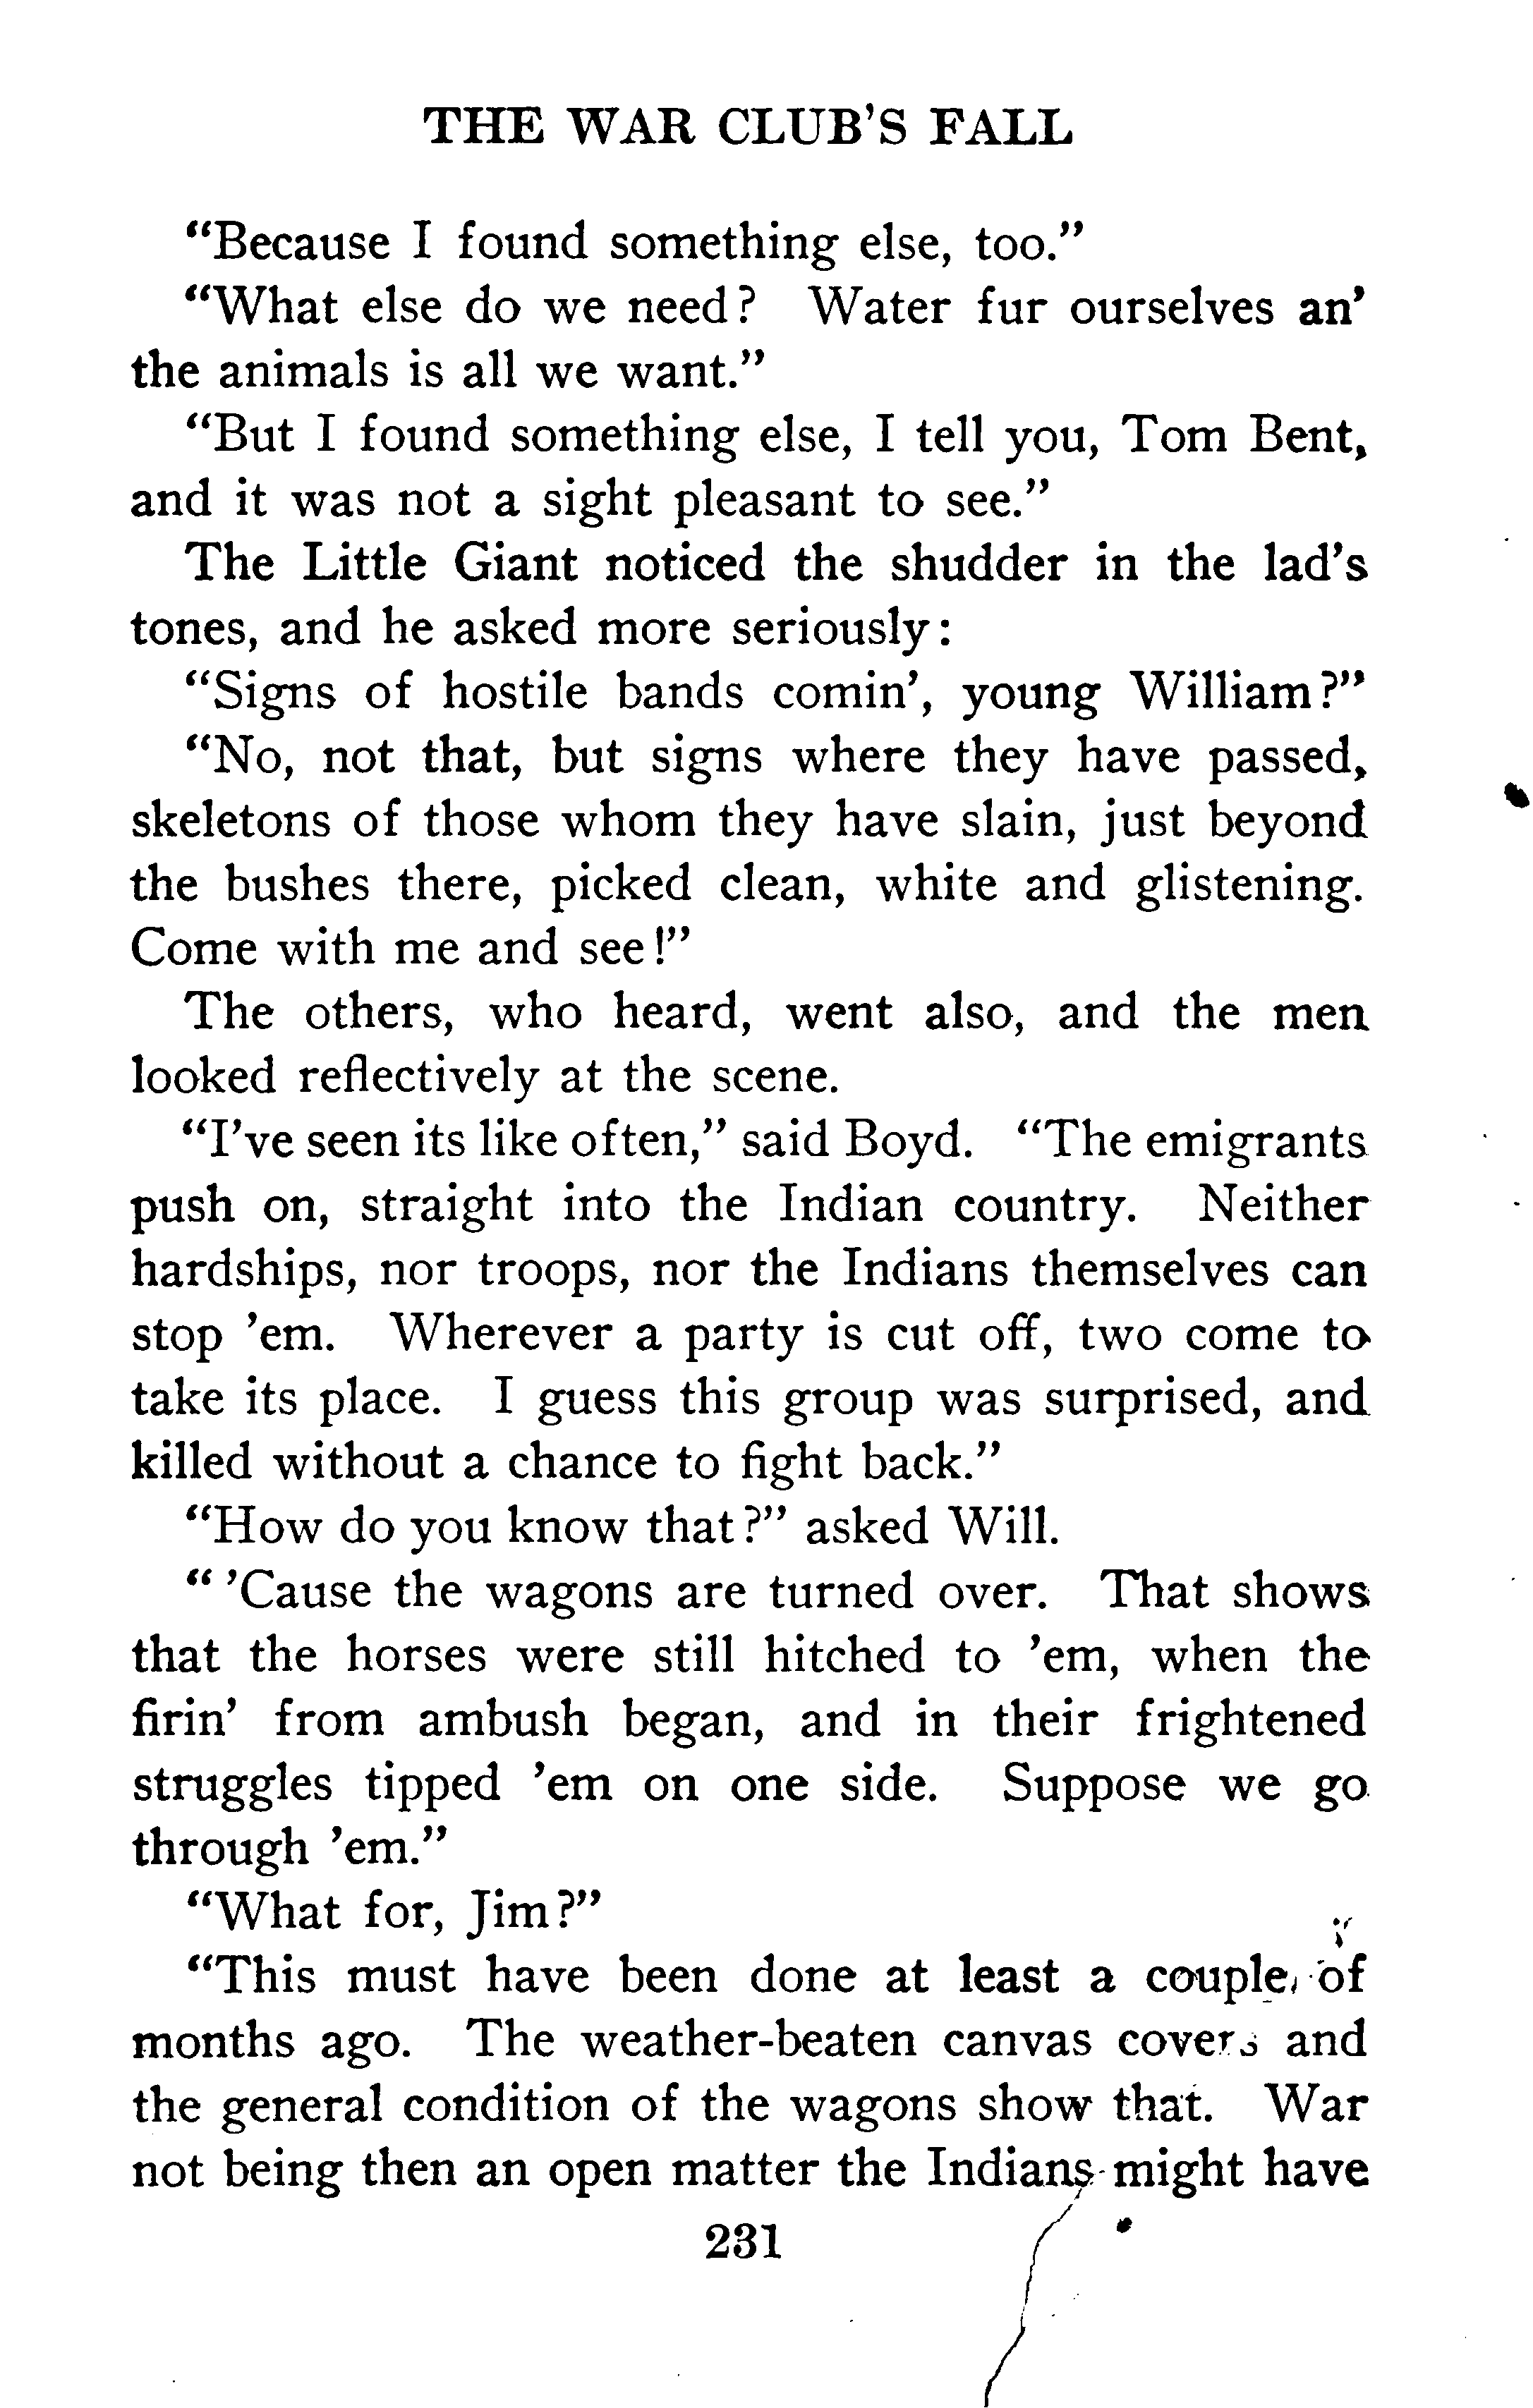 THE WAR CLUB'S FALL
“Because I found something else, too.”
“What else do we need? Water fur ourselves an’
the animals is all we want.”
“But I found something else, I tell you, Tom Bent,
and it was not a sight pleasant to see.”
The Little Giant noticed the shudder in the lad’s
tones, and he asked more seriously:
“Signs of hostile bands comin’, young William?”
“No, not that, but signs where they have passed,
skeletons of those whom they have slain, just beyond
the bushes there, picked clean, white and glistening.
Come with me and see!”
The others, who heard, went also, and the men
looked reflectively at the scene.
“I’ve seen its like often,” said Boyd. “The emigrants
push on, straight into the Indian country. Neither
hardships, nor troops, nor the Indians themselves can
stop ’em. Wherever a party is cut off, two come to
take its place. I guess this group was surprised, and
killed without a chance to fight back.”
“How do you know that?” asked Will.
“ ’Cause the wagons are turned over. That shows
that the horses were still hitched to ’em, when the
firin’ from ambush began, and in their frightened
struggles tipped ’em on one side. Suppose we go
through ’em.”
“What for, Jim?”
“This must have been done at least a couple of
months ago. The weather-beaten canvas covers and
the general condition of the wagons show that. War
not being then an open matter the Indians might have
231